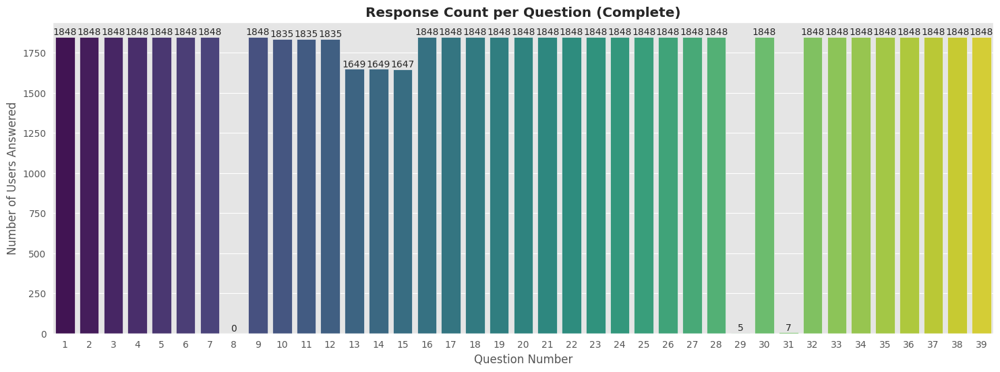 Response Count per Question (Complete)
1848 1848 1848 1848 1848 1848 1848 1848 1835 1835 1835 1649 1649 1647 1848 1848 1848 1848 1848 1848 1848 1848 1848 1848 1848 1848 1848 1848 1848 1848 1848 1848 1848 1848 1848 1848
0 5 7
Number of Users Answered
1750
1500
1250
1000
750
500
250
0
1 2 3 4 5 6 7 8 9 10 11 12 13 14 15 16 17 18 19 20 21 22 23 24 25 26 27 28 29 30 31 32 33 34 35 36 37 38 39
Question Number